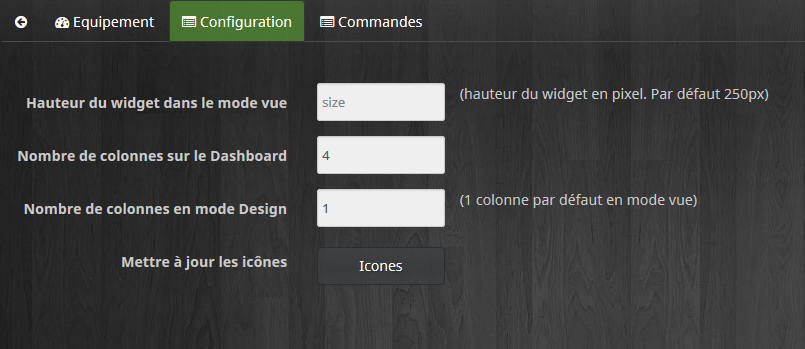 Equipement Configuration Commandes
Hauteur du widget dans le mode vue size (hauteur du widget en pixel. Par défaut 250px)
Nombre de colonnes sur le Dashboard 4
Nombre de colonnes en mode Design 1 (1 colonne par défaut en mode vue)
Mettre à jour les icônes Icones